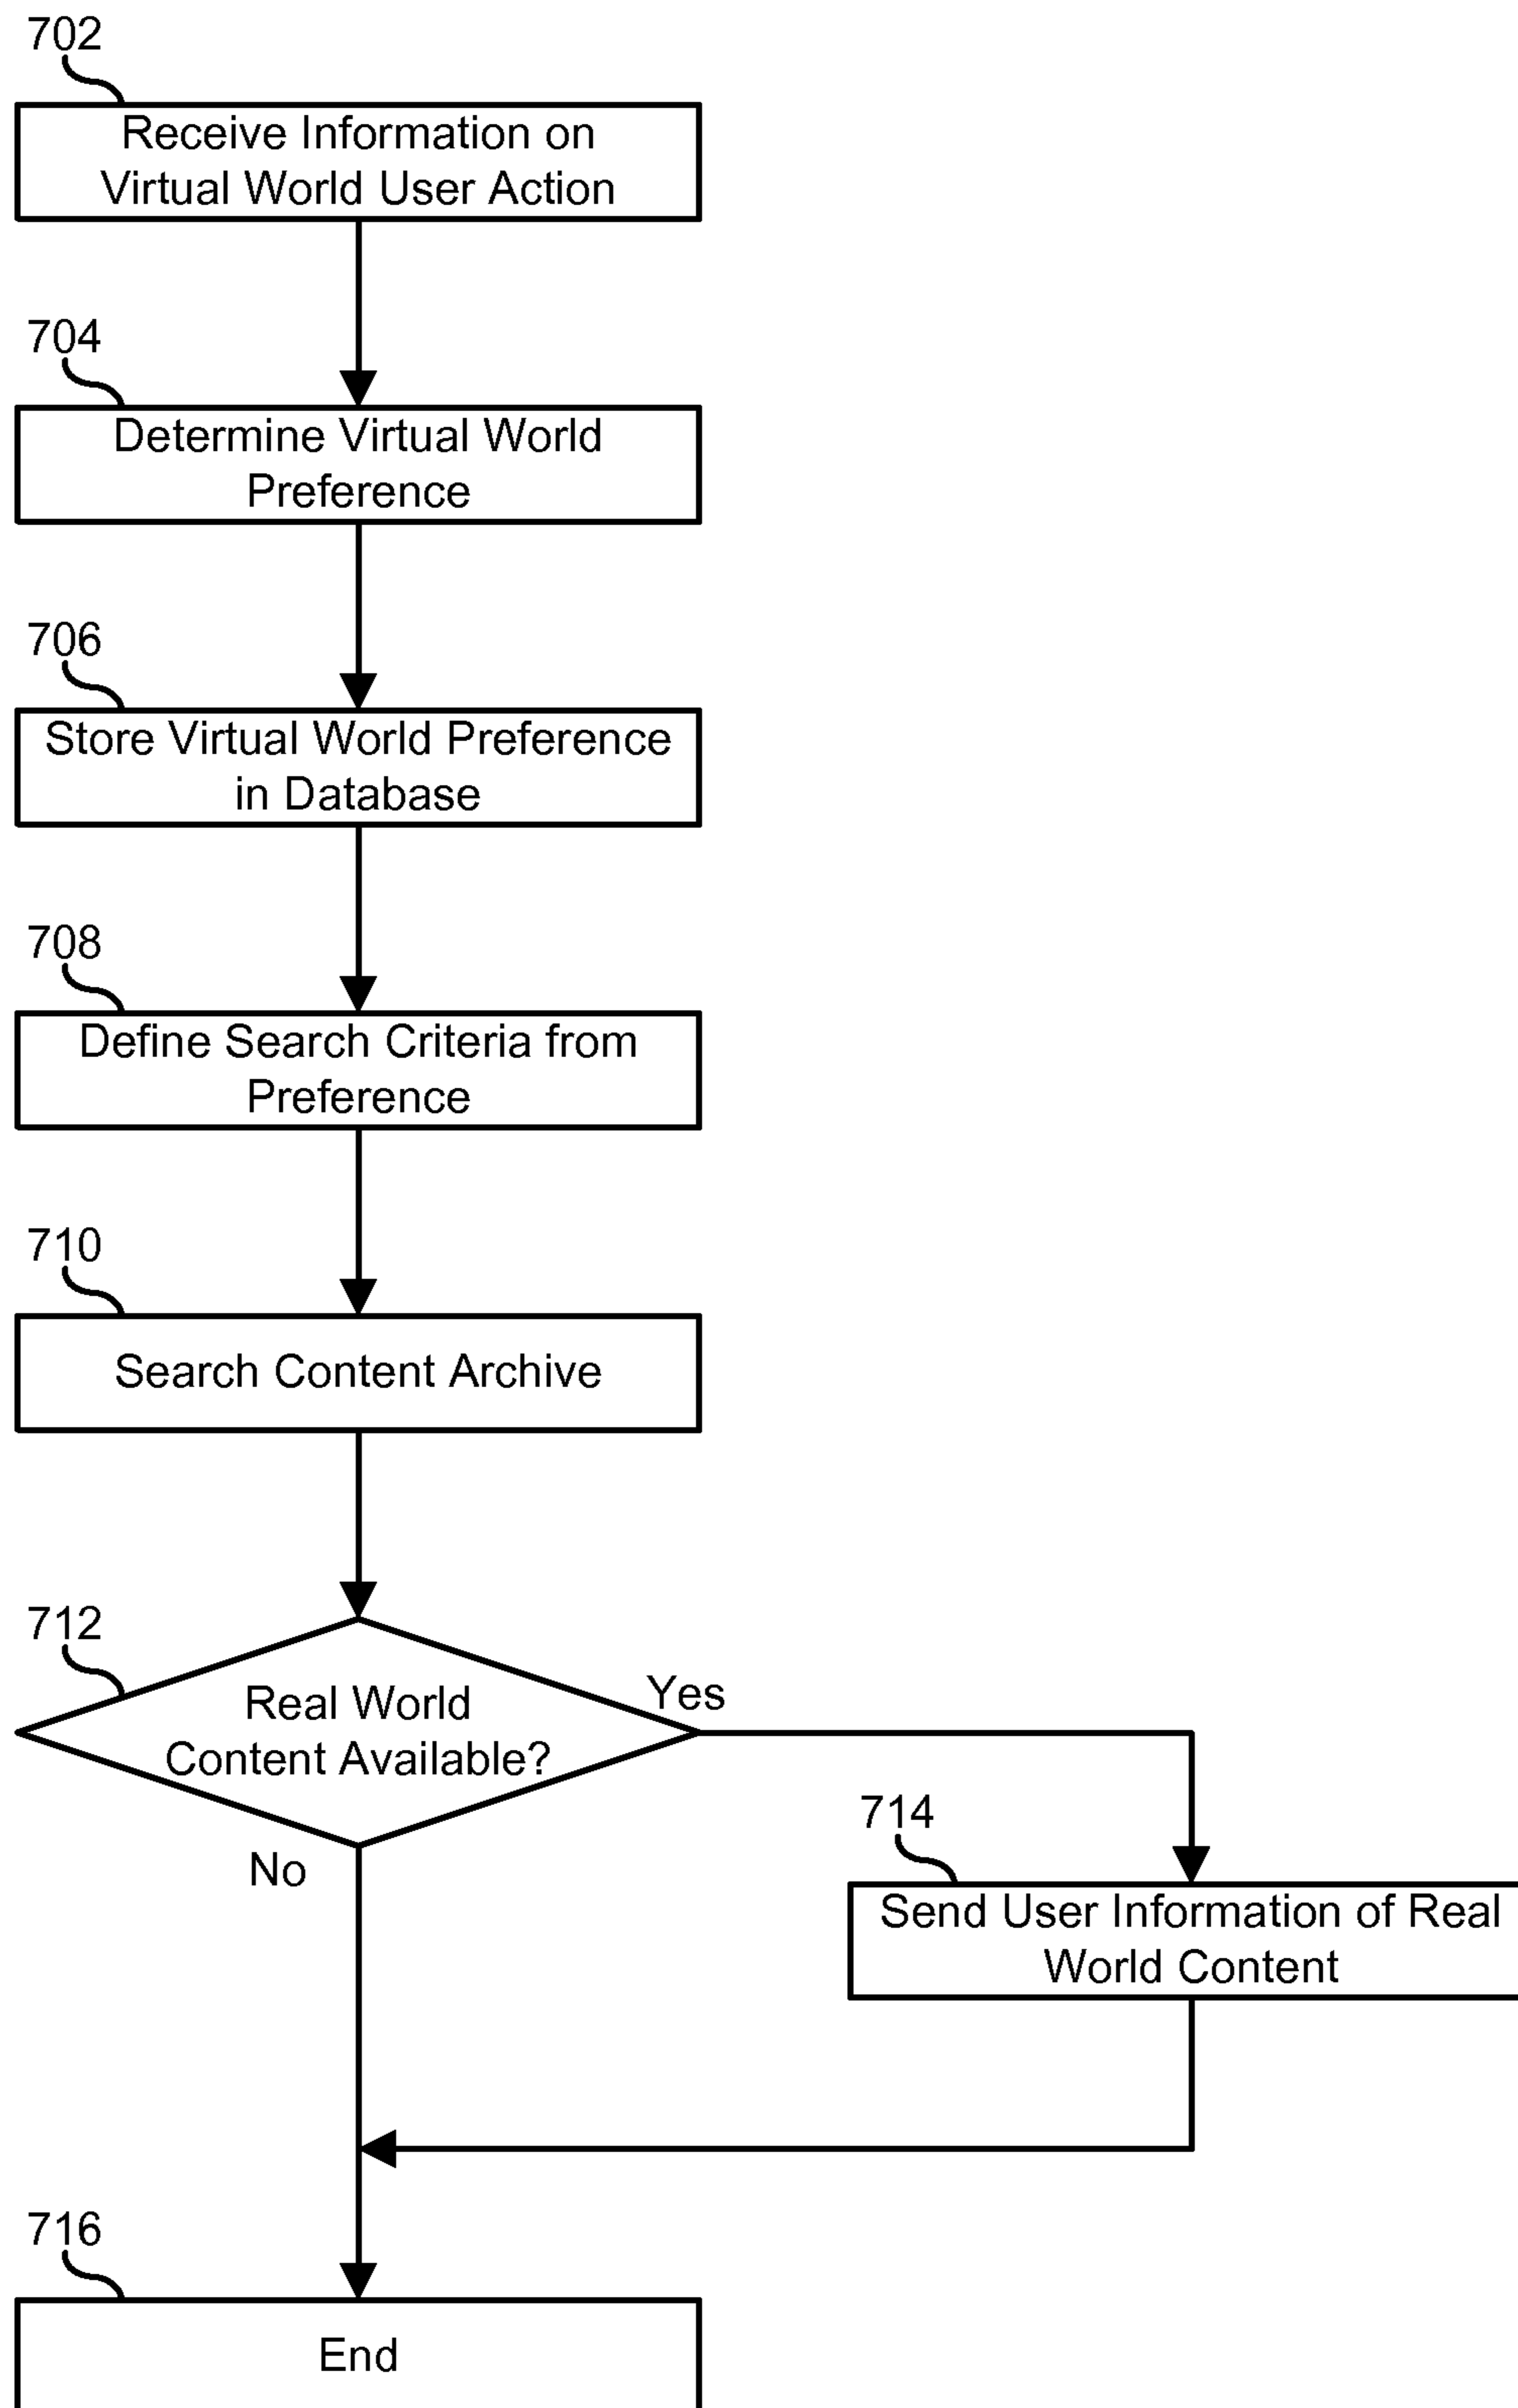 702
Receive Information on
Virtual World User Action
704
Determine Virtual World
Preference
706
Store Virtual World Preference
in Database
708
Define Search Criteria from
Preference
710
Search Content Archive
712
Real World
Content Available?
Yes
No
714
Send User Information of Real
World Content
716
End